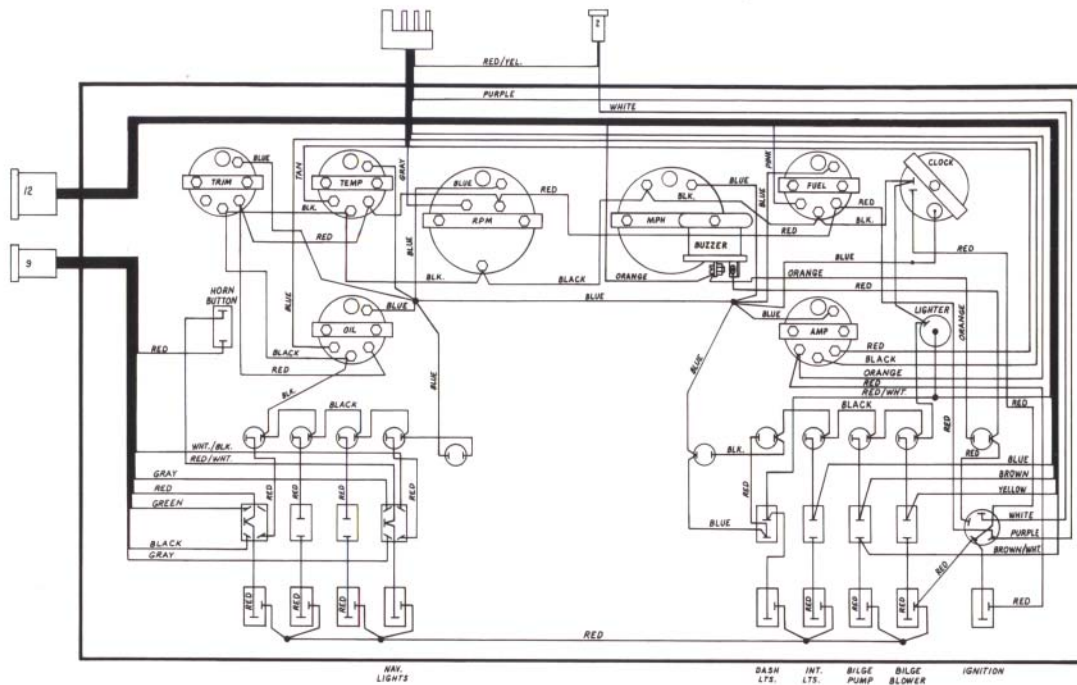 2
RED/YEL.
PURPLE
WHITE
12
9
TRIM
BLUE
TAN
TEMP
BLK.
GRAY
BLUE
RED
RPM
BLK.
MPH
BLUE
PINK
BLUE
FUEL
RED
BLK.
CLOCK
RED
RED
BUZZER
BLUE
RED
BLK.
BLACK
ORANGE
ORANGE
RED
BLUE
BLUE
HORN
BUTTON
BLUE
OIL
BLUE
BLUE
AMP
LIGHTER
ORANGE
RED
BLACK
RED
BLACK
ORANGE
RED
RED
BLK.
BLUE
BLUE
RED/WHT.
RED
RED
BLACK
BLACK
WHT./BLK.
RED/WHT.
GRAY
RED
GREEN
RED
RED
RED
RED
BLK.
RED
RED
BLUE
BROWN
YELLOW
BLUE
WHITE
PURPLE
BLACK
GRAY
BROWN/WHT.
RED
RED
RED
RED
RED
RED
RED
RED
NAV.
LIGHTS
DASH
LTS.
INT.
LTS.
BILGE
PUMP
BILGE
BLOWER
IGNITION